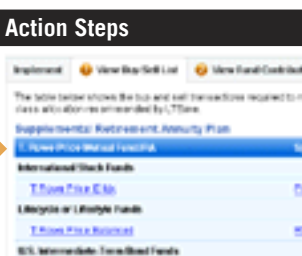 Action Steps
Implement View Buy/Sell List View Fund Contribut
The table below shows the buy and sell transactions required to
class allocation recommended by
Supplemental Retirement Annuity Plan
T. Rowe Price Mutual Fund
International Stock Funds
T. Rowe Price
Lifecycle or Lifestyle Funds
T. Rowe Price Balanced
U.S. Intermediate-Term Bond Funds